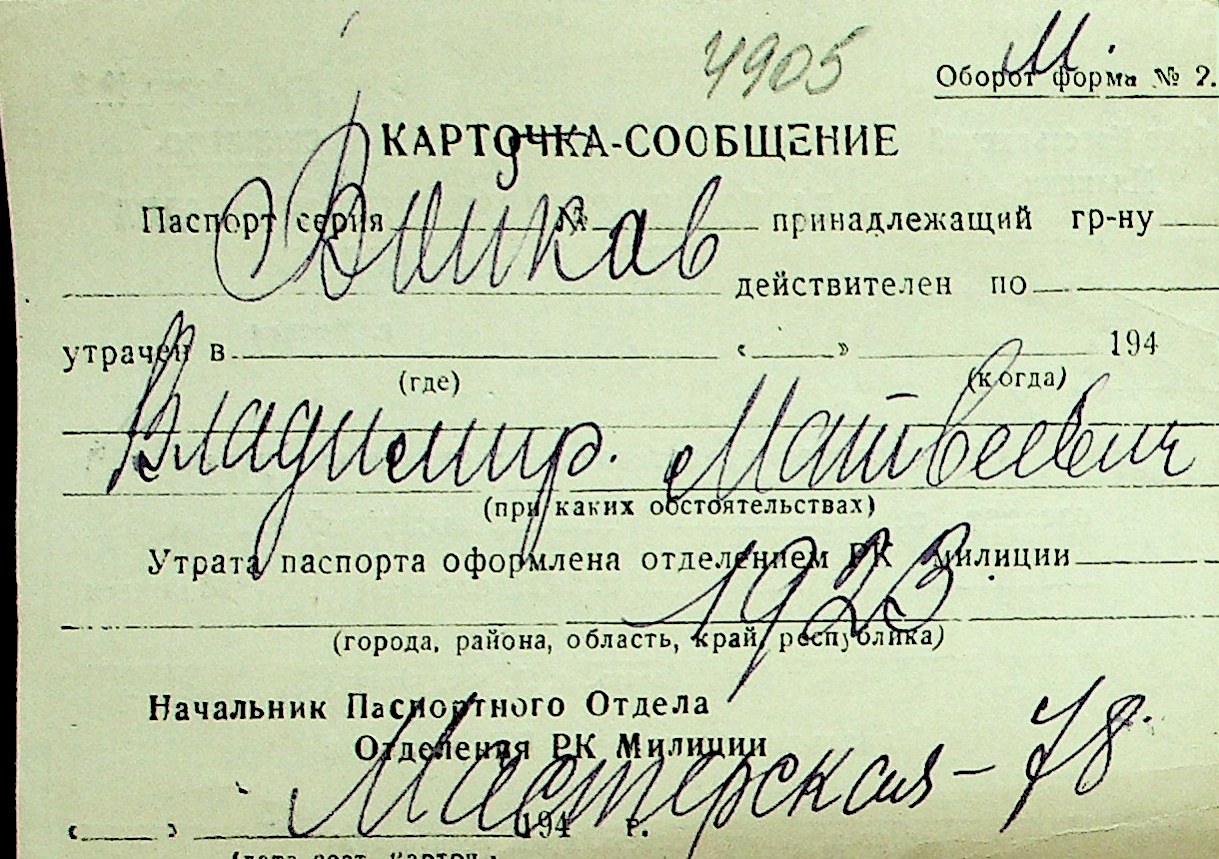 4905
М.
Оборот форма № 2.
КАРТОЧКА-СООБЩЕНИЕ
Паспорт серия № принадлежащий гр-ну
действителен по
утрачен в « » 194
(где) (когда)
Владимир. Матвеевич
(при каких обстоятельствах)
Утрата паспорта оформлена отделением РК милиции
1923.
(города, района, область, край, республика)
Начальник Паспортного Отдела
Отделения РК Милиции
Мастерская – 78.
« » 194 г.